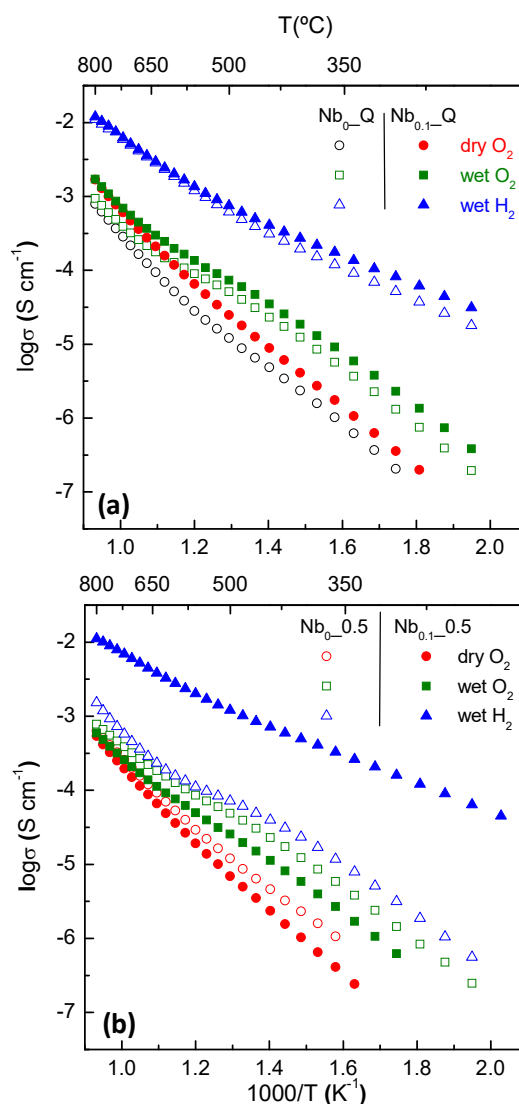 T(ºC)
800 650 500 350
Nb₀_Q Nb₀.₁_Q
dry O₂
wet O₂
wet H₂
-2
-3
-4
-5
-6
-7
logσ (S cm⁻¹)
(a)
1.0 1.2 1.4 1.6 1.8 2.0
800 650 500 350
Nb₀_0.5 Nb₀.₁_0.5
dry O₂
wet O₂
wet H₂
-2
-3
-4
-5
-6
-7
logσ (S cm⁻¹)
(b)
1.0 1.2 1.4 1.6 1.8 2.0
1000/T (K⁻¹)